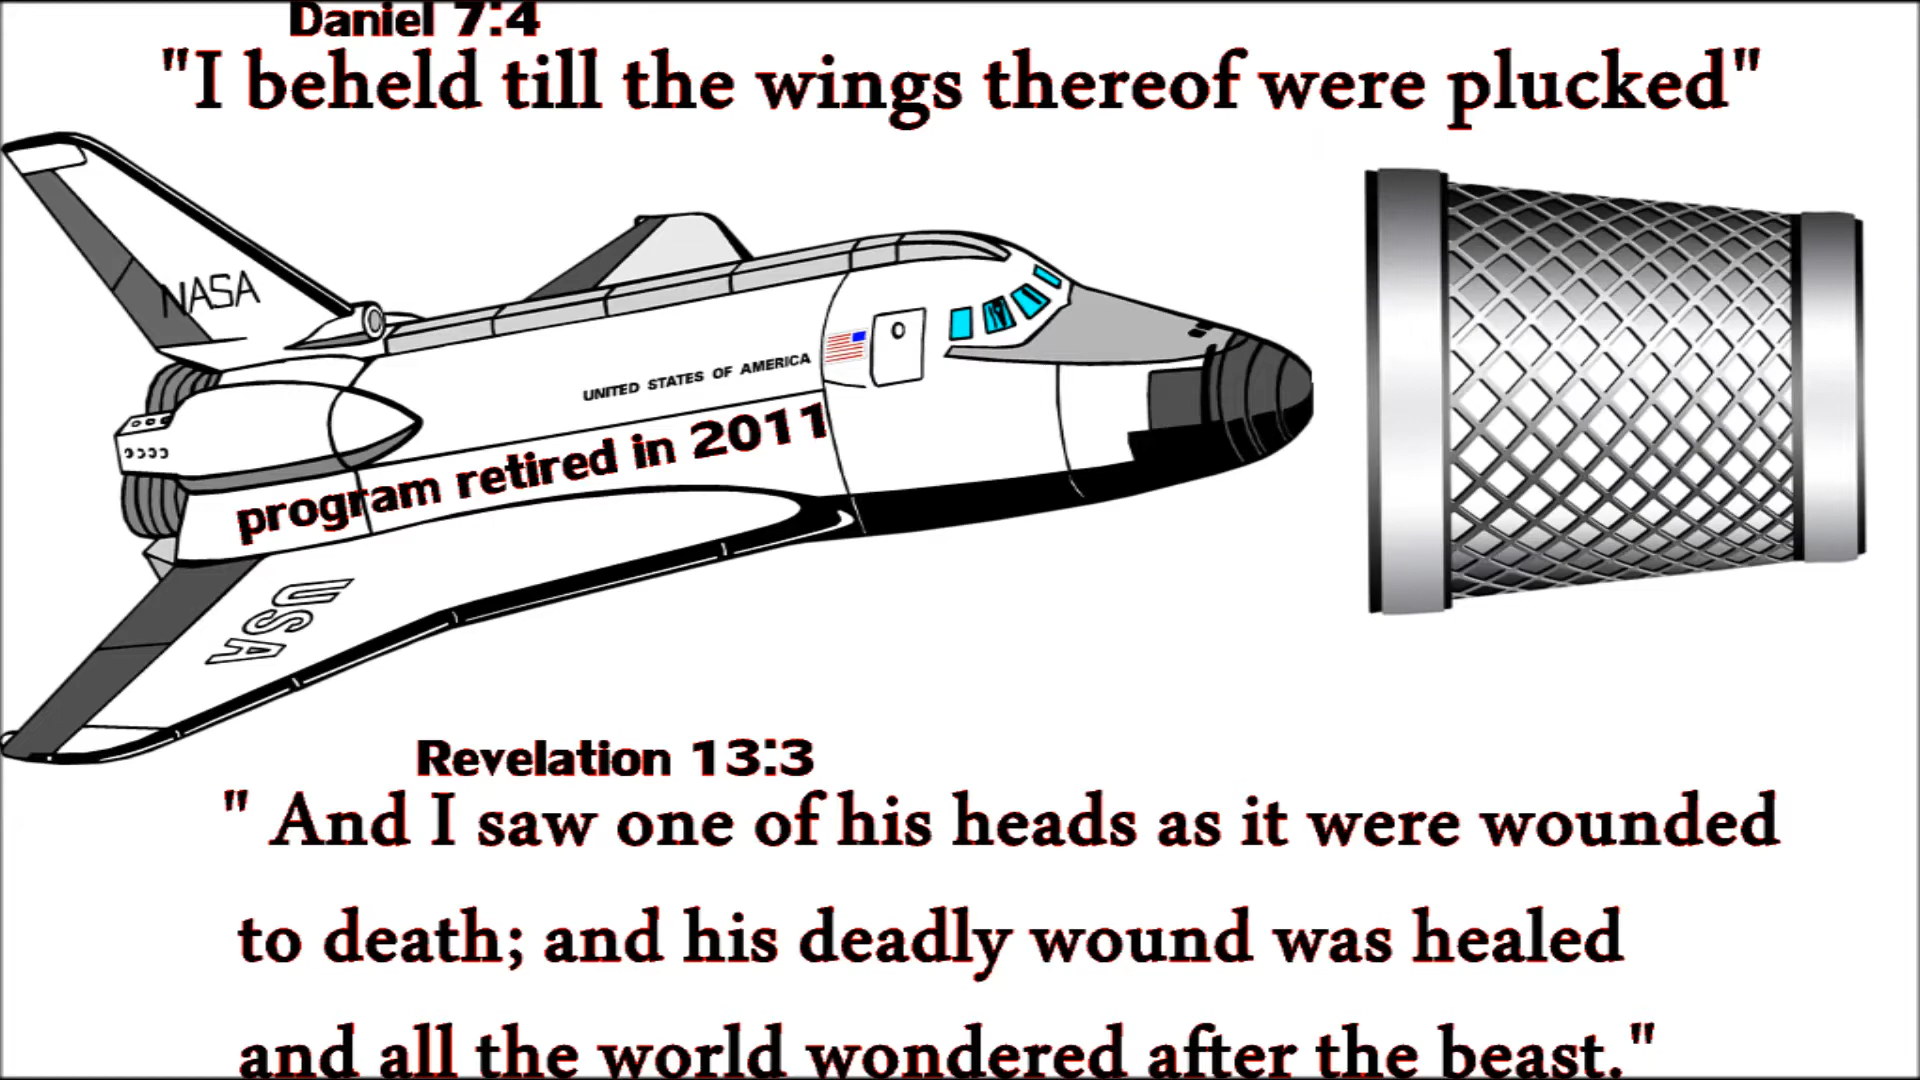 Daniel 7:4
"I beheld till the wings thereof were plucked"
NASA
UNITED STATES OF AMERICA
program retired in 2011
USA
Revelation 13:3
" And I saw one of his heads as it were wounded
to death; and his deadly wound was healed
and all the world wondered after the beast."